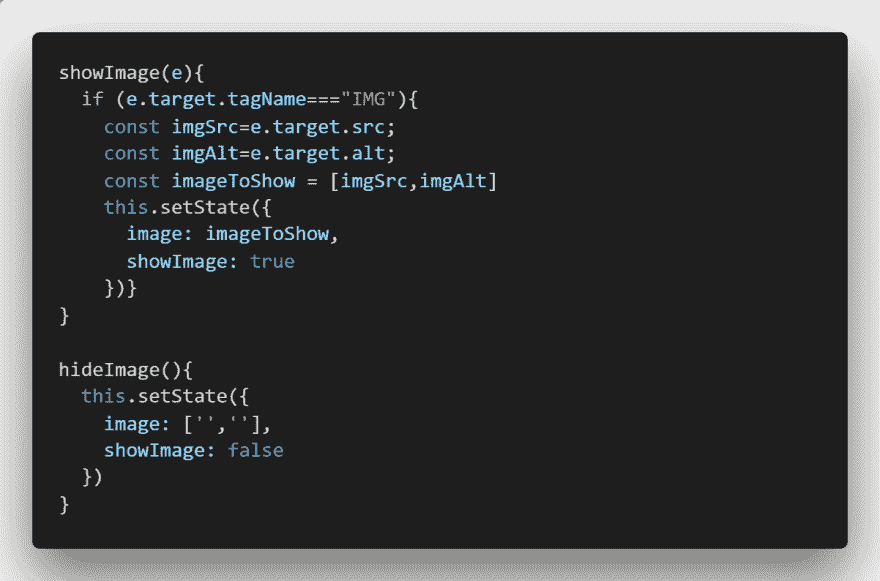 showImage(e){
  if (e.target.tagName==="IMG"){
    const imgSrc=e.target.src;
    const imgAlt=e.target.alt;
    const imageToShow = [imgSrc,imgAlt]
    this.setState({
      image: imageToShow,
      showImage: true
    })}
}

hideImage(){
  this.setState({
    image: ['',''],
    showImage: false
  })
}